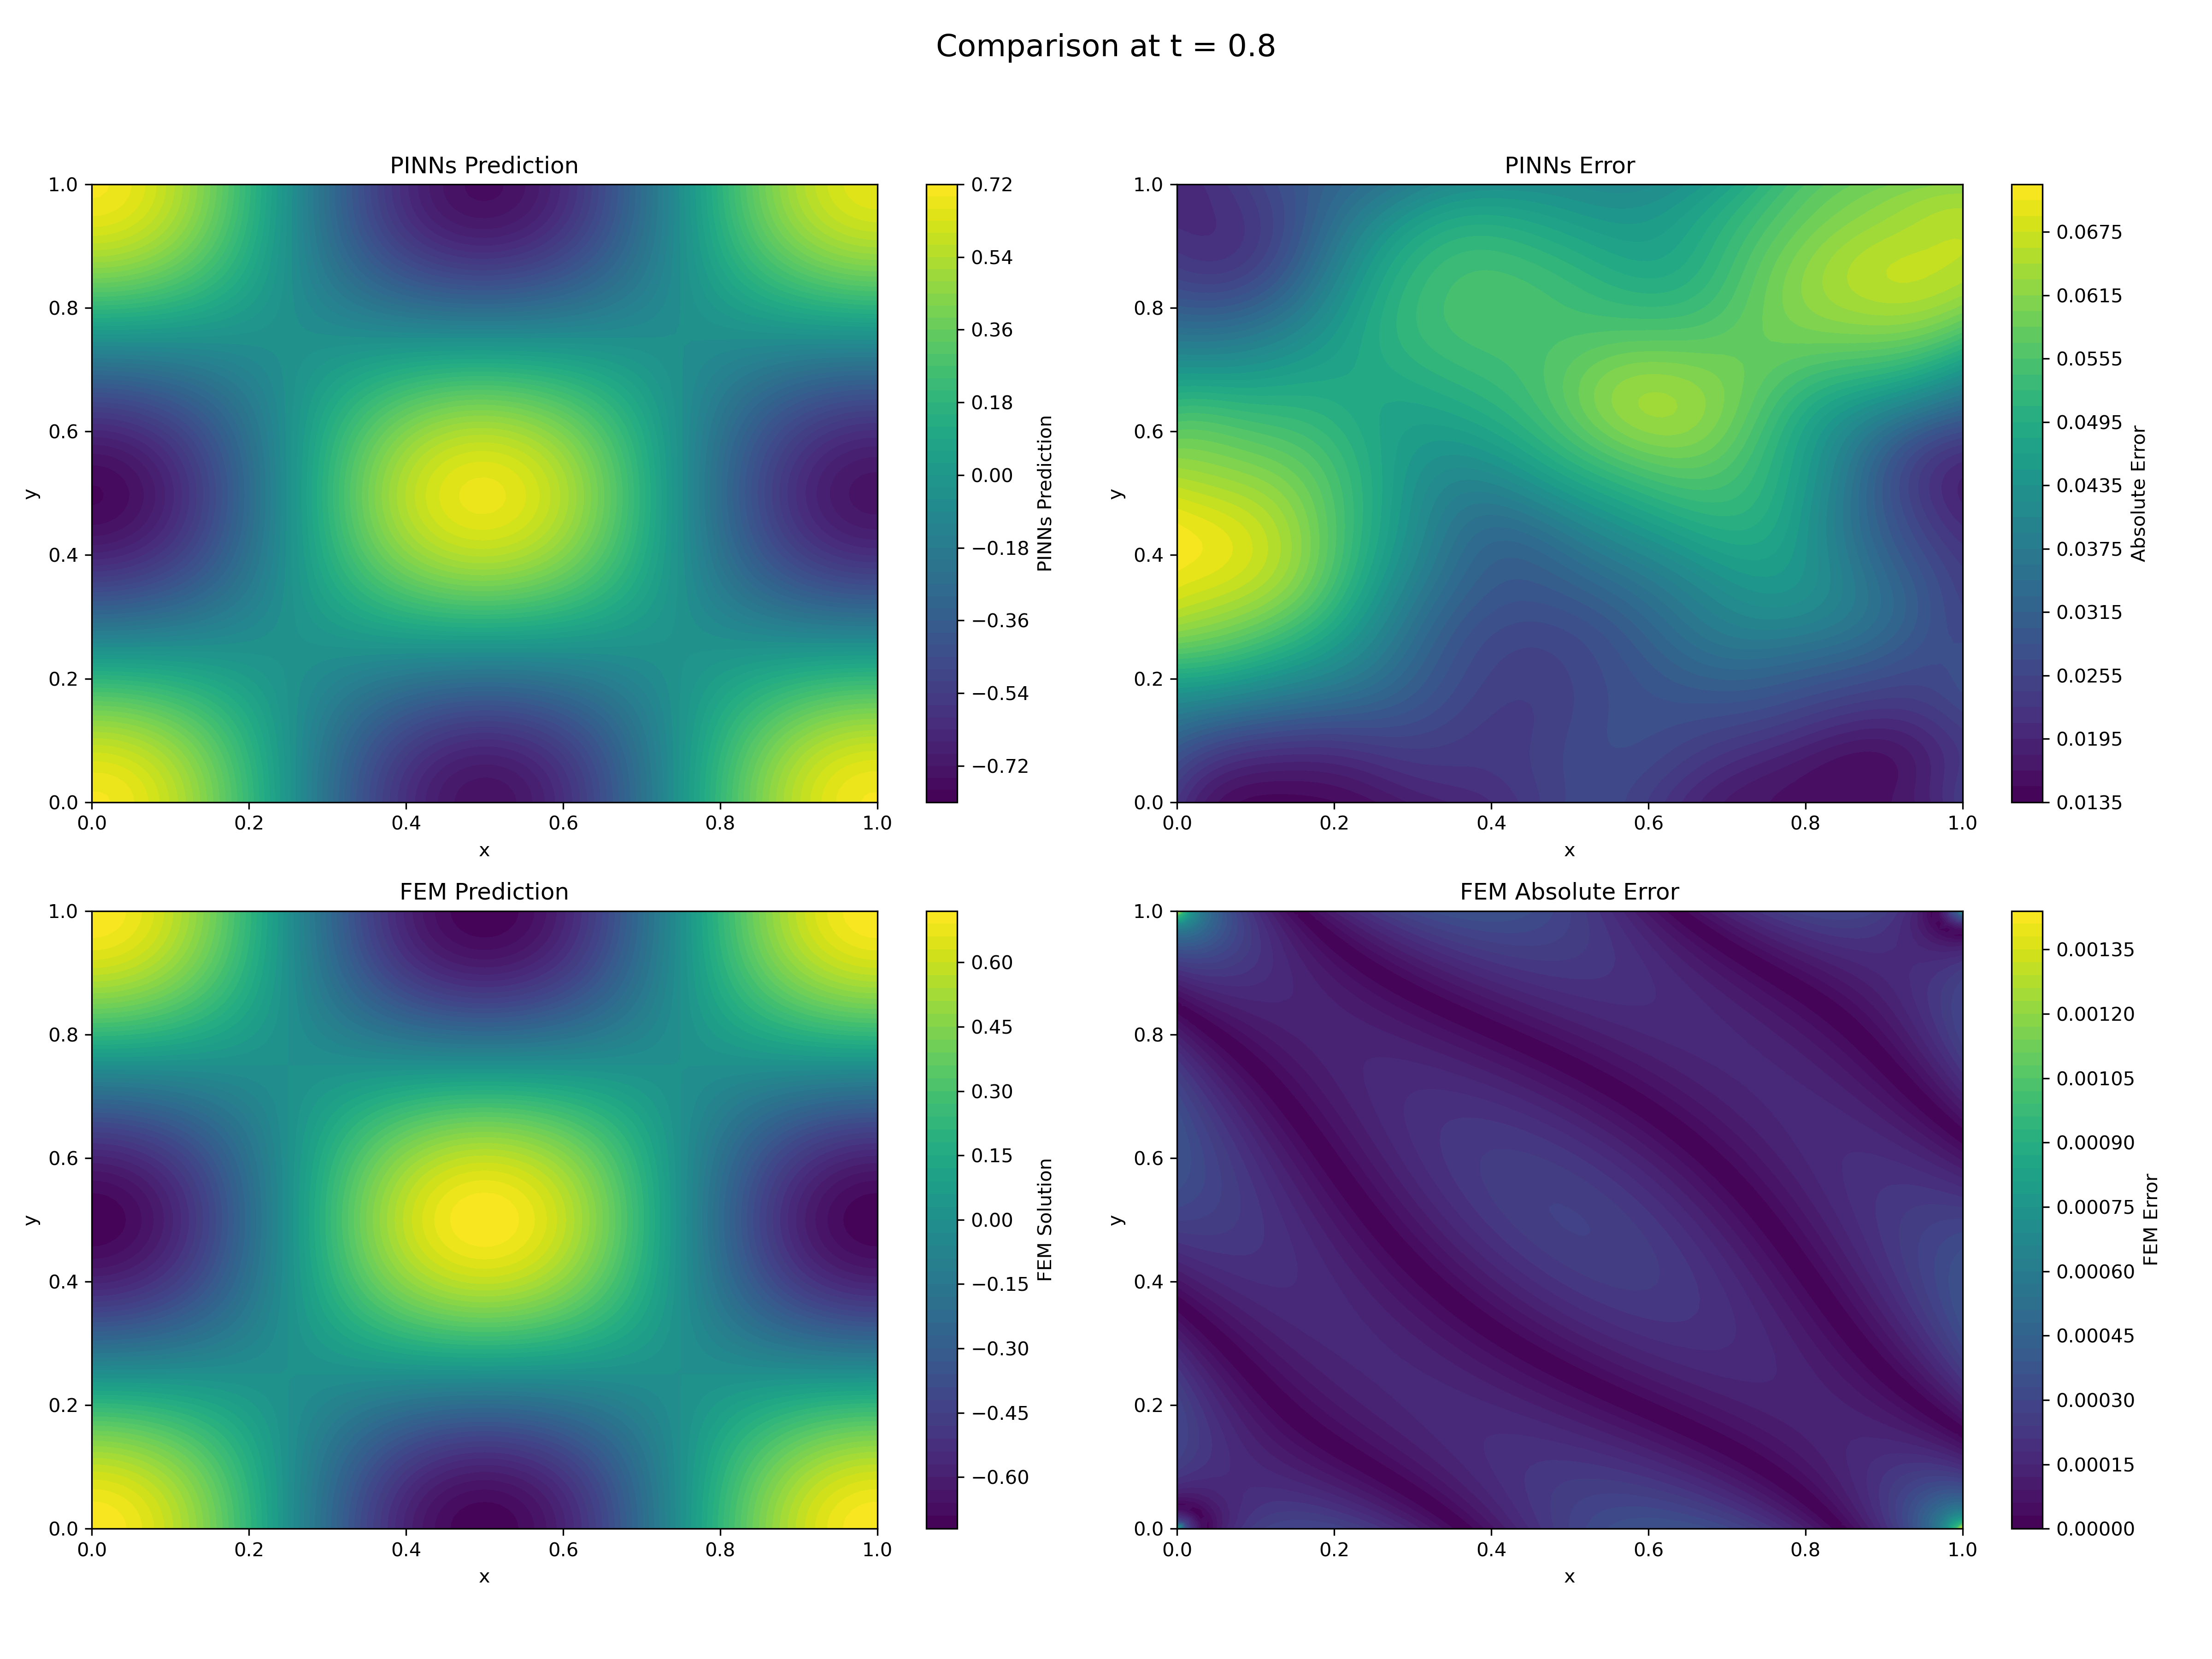 Comparison at t = 0.8
PINNs Prediction
1.0
0.8
0.6
0.4
0.2
0.0
y
0.0 0.2 0.4 0.6 0.8 1.0
x
0.72
0.54
0.36
0.18
0.00
−0.18
−0.36
−0.54
−0.72
PINNs Prediction
PINNs Error
1.0
0.8
0.6
0.4
0.2
0.0
y
0.0 0.2 0.4 0.6 0.8 1.0
x
0.0675
0.0615
0.0555
0.0495
0.0435
0.0375
0.0315
0.0255
0.0195
0.0135
Absolute Error
FEM Prediction
1.0
0.8
0.6
0.4
0.2
0.0
y
0.0 0.2 0.4 0.6 0.8 1.0
x
0.60
0.45
0.30
0.15
0.00
−0.15
−0.30
−0.45
−0.60
FEM Solution
FEM Absolute Error
1.0
0.8
0.6
0.4
0.2
0.0
y
0.0 0.2 0.4 0.6 0.8 1.0
x
0.00135
0.00120
0.00105
0.00090
0.00075
0.00060
0.00045
0.00030
0.00015
0.00000
FEM Error